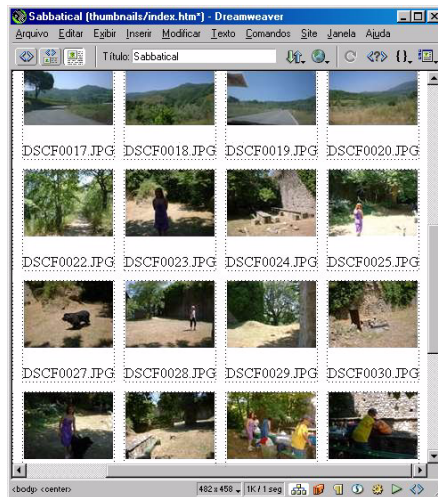 Sabbatical (thumbnails/index.htm*) - Dreamweaver
Arquivo Editar Exibir Inserir Modificar Texto Comandos Site Janela Ajuda
Título: Sabbatical
DSCF0017.JPG DSCF0018.JPG DSCF0019.JPG DSCF0020.JPG
DSCF0022.JPG DSCF0023.JPG DSCF0024.JPG DSCF0025.JPG
DSCF0027.JPG DSCF0028.JPG DSCF0029.JPG DSCF0030.JPG
<body> <center> 482 x 458 1K / 1 seg